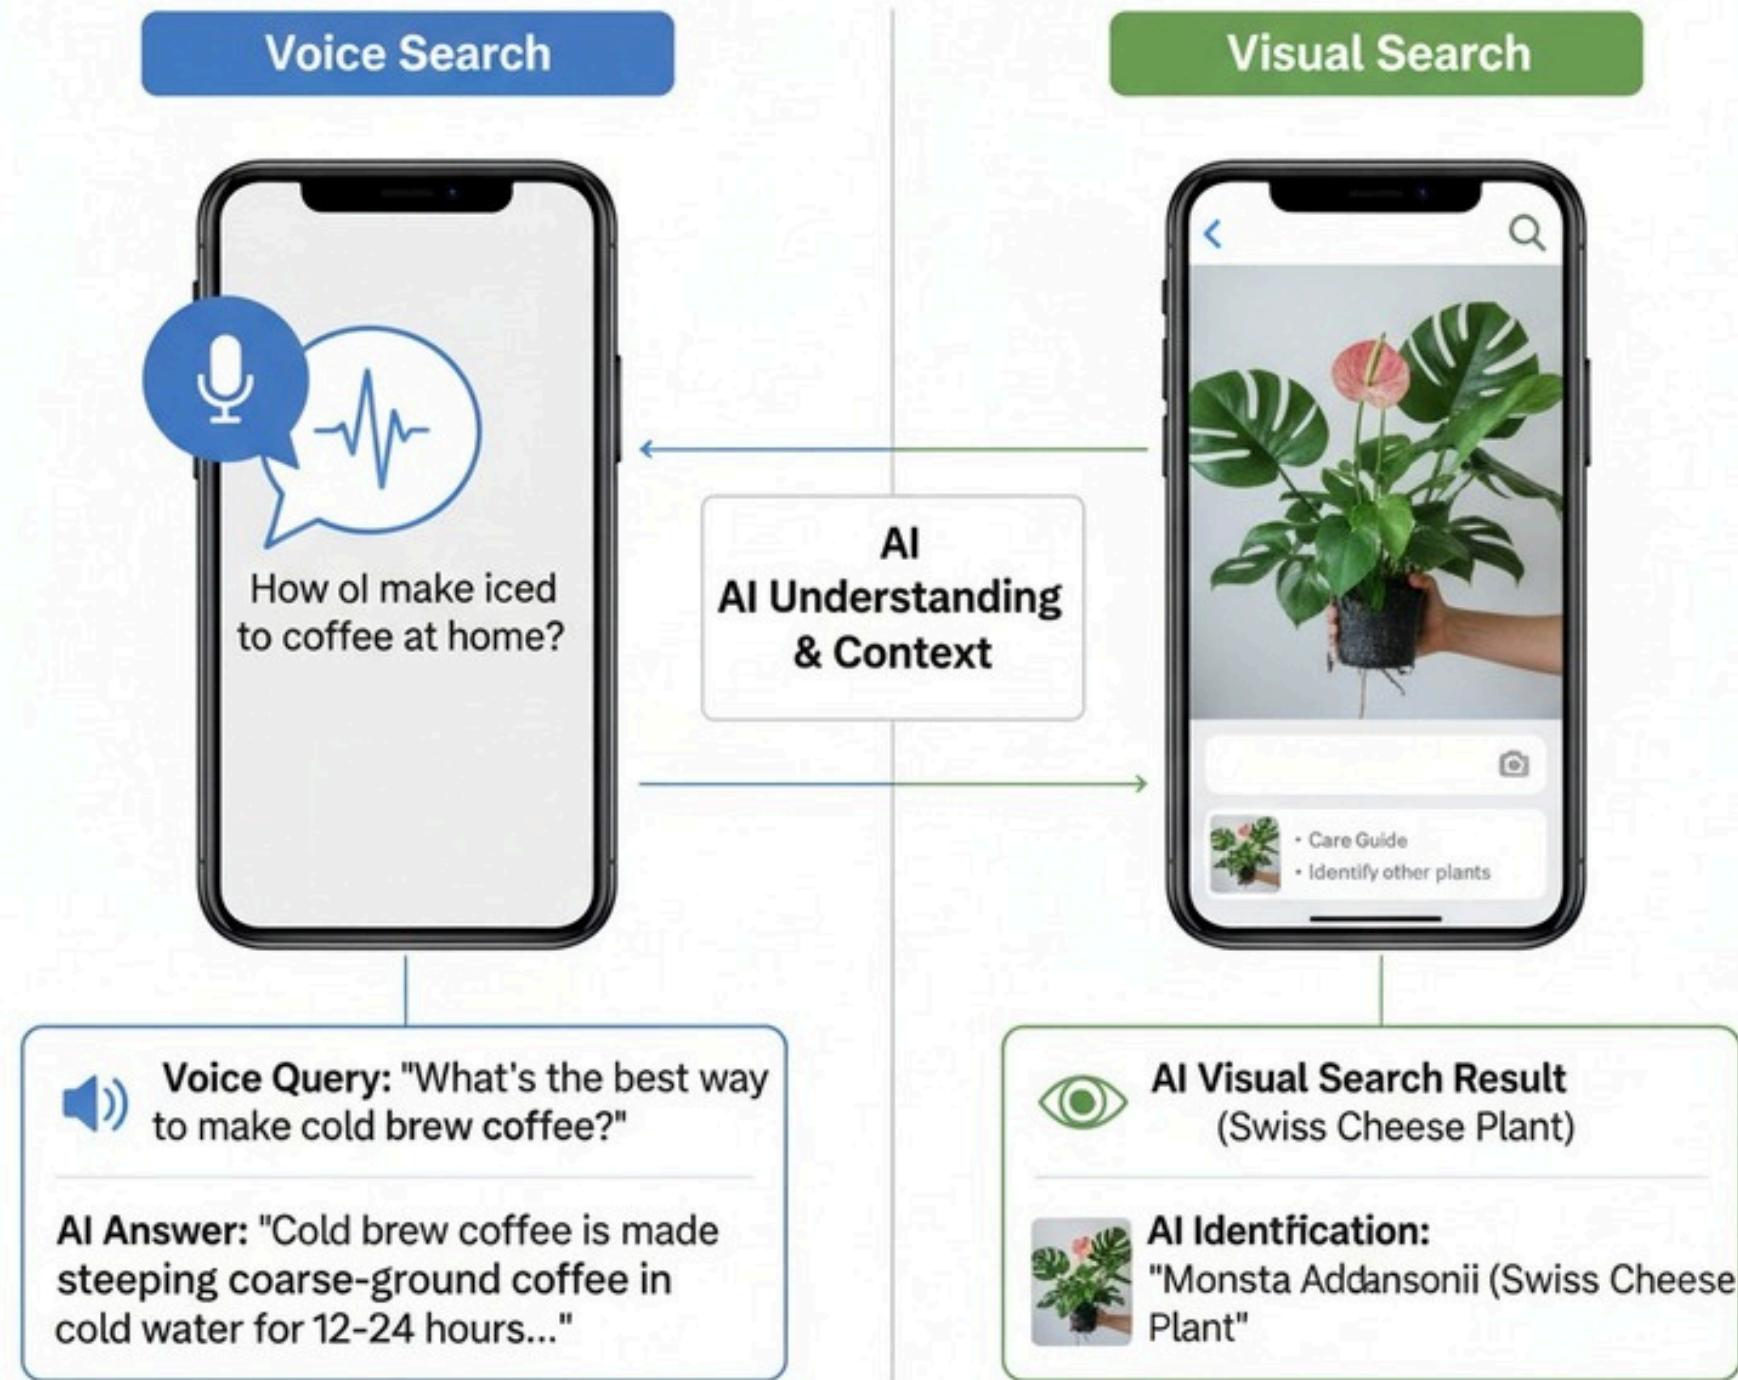 Voice Search
Visual Search
How ol make iced
to coffee at home?
AI
AI Understanding
& Context
• Care Guide
• Identify other plants
Voice Query: "What's the best way
to make cold brew coffee?"
AI Answer: "Cold brew coffee is made
steeping coarse-ground coffee in
cold water for 12-24 hours..."
AI Visual Search Result
(Swiss Cheese Plant)
AI Identfication:
"Monsta Addansonii (Swiss Cheese
Plant"